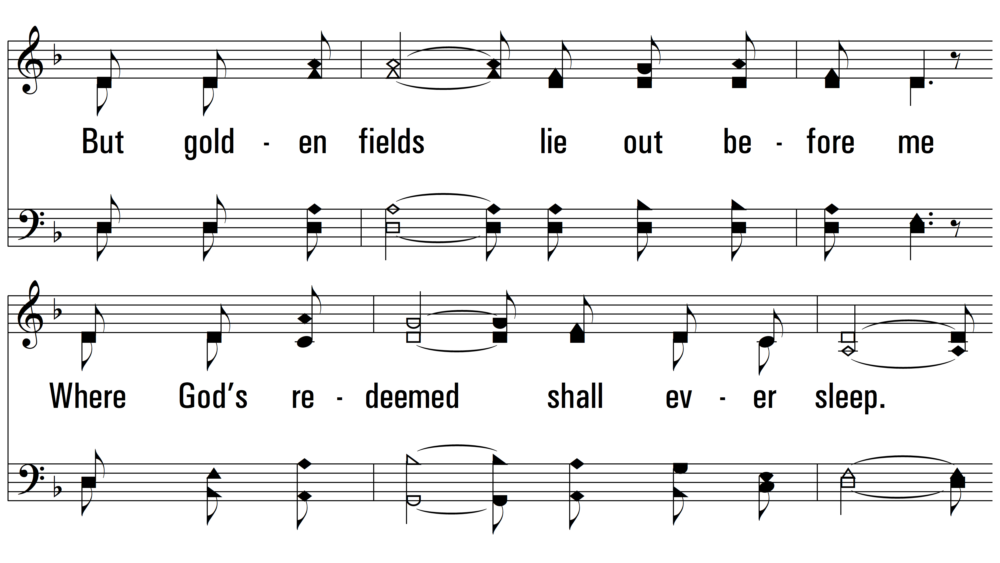 But gold - en fields lie out be - fore me
Where God’s re - deemed shall ev - er sleep.